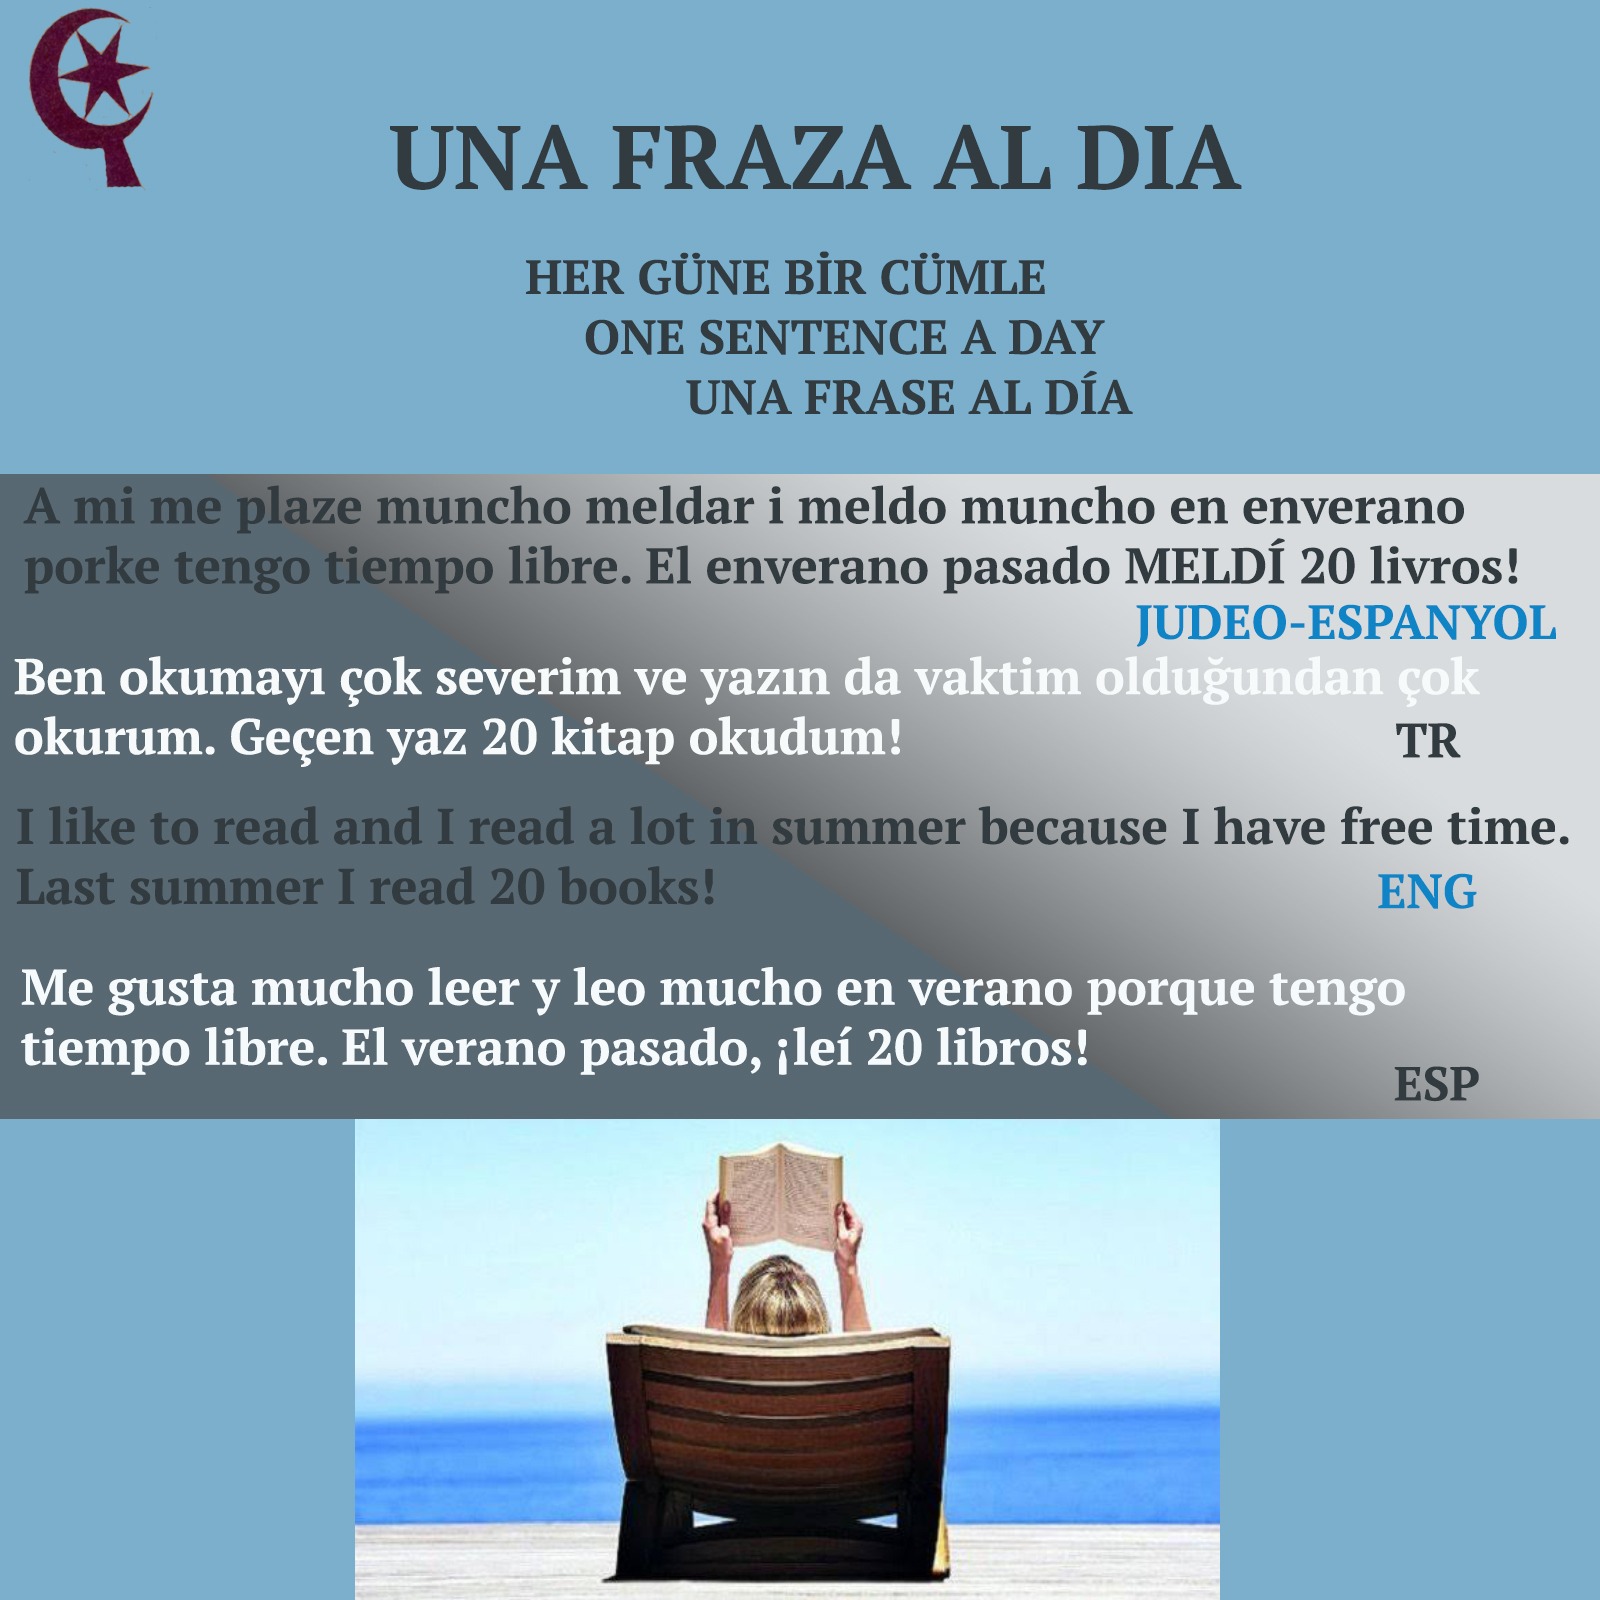 UNA FRAZA AL DIA
HER GÜNE BİR CÜMLE
ONE SENTENCE A DAY
UNA FRASE AL DÍA
A mi me plaze muncho meldar i meldo muncho en enverano
porke tengo tiempo libre. El enverano pasado MELDÍ 20 livros!
JUDEO-ESPANYOL
Ben okumayı çok severim ve yazın da vaktim olduğundan çok
okurum. Geçen yaz 20 kitap okudum!
TR
I like to read and I read a lot in summer because I have free time.
Last summer I read 20 books!
ENG
Me gusta mucho leer y leo mucho en verano porque tengo
tiempo libre. El verano pasado, ¡leí 20 libros!
ESP